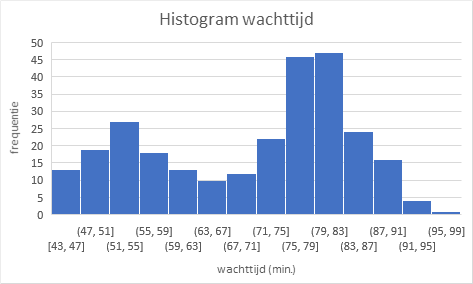 Histogram wachttijd
frequentie
50
45
40
35
30
25
20
15
10
5
0
(47, 51] (55, 59] (63, 67] (71, 75] (79, 83] (87, 91] (95, 99]
[43, 47] (51, 55] (59, 63] (67, 71] (75, 79] (83, 87] (91, 95]
wachttijd (min.)